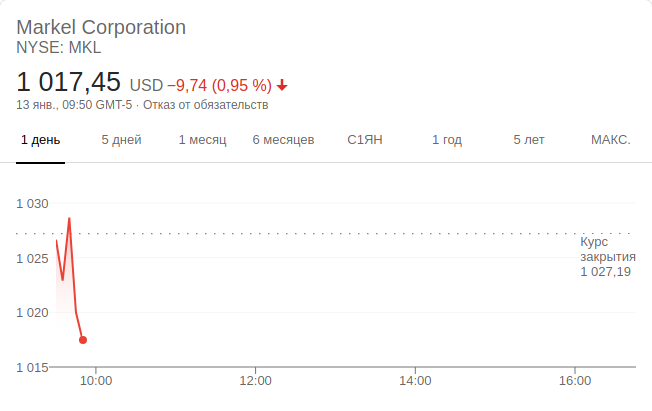 Markel Corporation
NYSE: MKL
1 017,45 USD −9,74 (0,95 %)
13 янв., 09:50 GMT-5 · Отказ от обязательств
1 день 5 дней 1 месяц 6 месяцев С1ЯН 1 год 5 лет МАКС.
1 030
Курс
закрытия
1 027,19
1 025
1 020
1 015
10:00 12:00 14:00 16:00